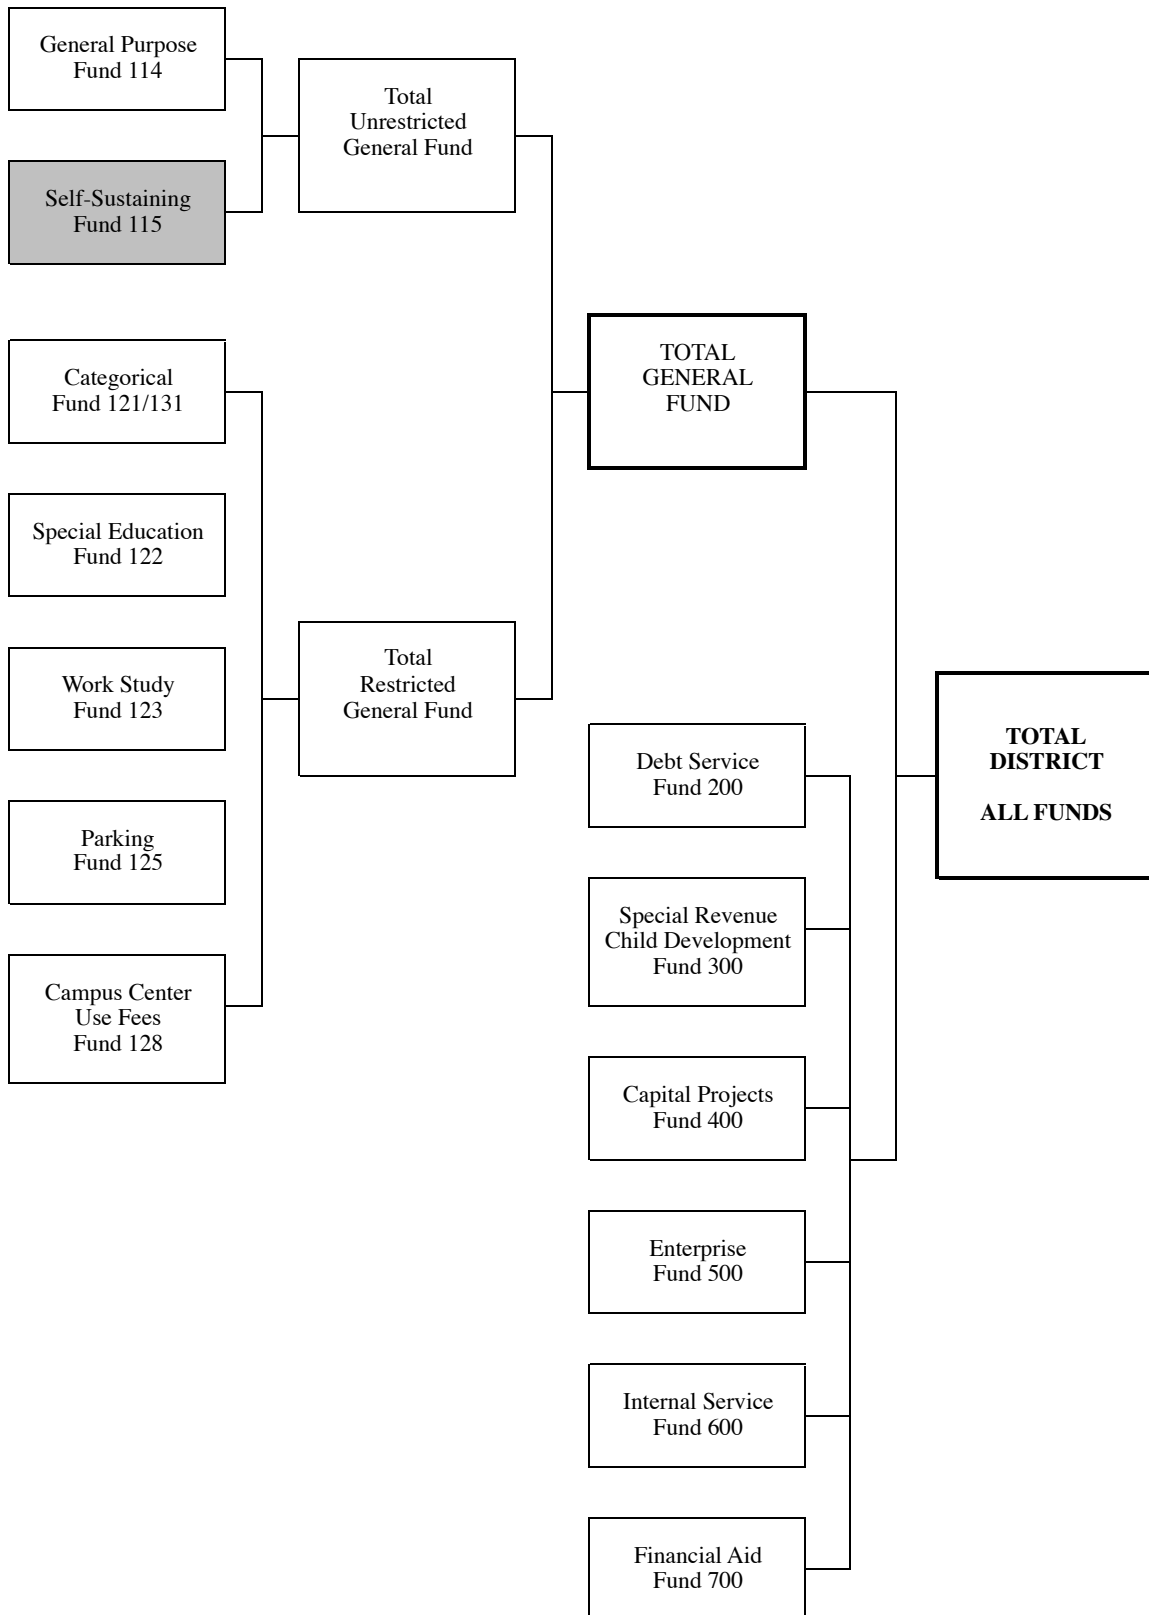 General Purpose
Fund 114
Total
Unrestricted
General Fund
Self-Sustaining
Fund 115
TOTAL
GENERAL
FUND
Categorical
Fund 121/131
Special Education
Fund 122
Work Study
Fund 123
Total
Restricted
General Fund
Parking
Fund 125
Campus Center
Use Fees
Fund 128
Debt Service
Fund 200
TOTAL
DISTRICT
ALL FUNDS
Special Revenue
Child Development
Fund 300
Capital Projects
Fund 400
Enterprise
Fund 500
Internal Service
Fund 600
Financial Aid
Fund 700